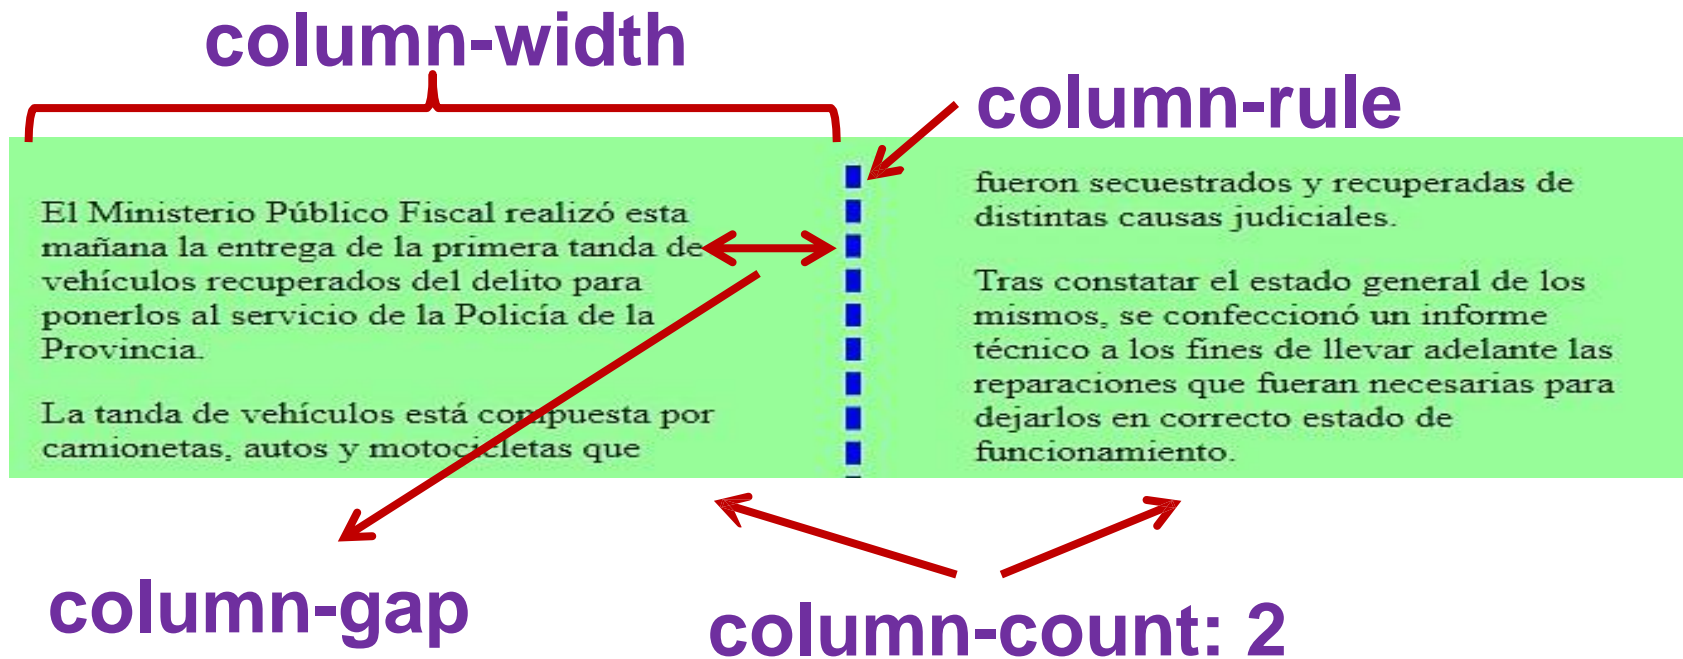 column-width
column-rule
El Ministerio Público Fiscal realizó esta
mañana la entrega de la primera tanda de
vehículos recuperados del delito para
ponerlos al servicio de la Policía de la
Provincia.
La tanda de vehículos está compuesta por
camionetas, autos y motocicletas que
fueron secuestrados y recuperadas de
distintas causas judiciales.
Tras constatar el estado general de los
mismos, se confeccionó un informe
técnico a los fines de llevar adelante las
reparaciones que fueran necesarias para
dejarlos en correcto estado de
funcionamiento.
column-gap
column-count: 2